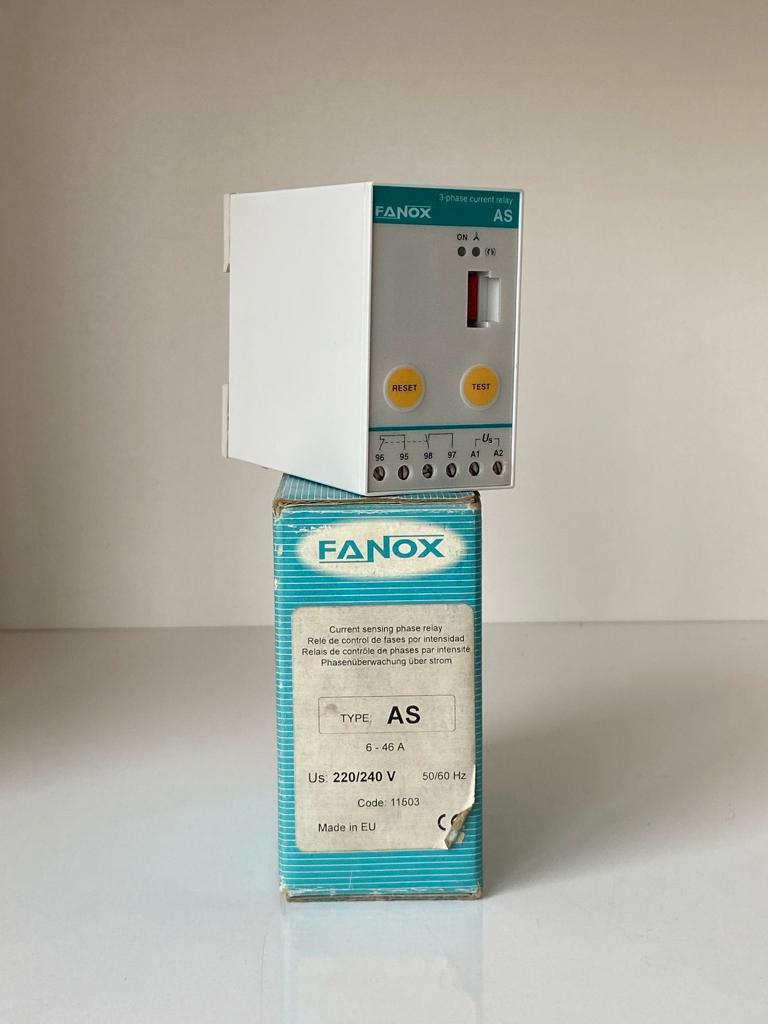 3-phase current relay
FANOX AS
ON
RESET TEST
Us
96 95 98 97 A1 A2
FANOX
Current sensing phase relay
Relé de control de fases por intensidad
Relais de contrôle de phases par intensité
Phasenüberwachung über strom
TYPE: AS
6 - 46 A
Us: 220/240 V 50/60 Hz
Code: 11503
Made in EU CE